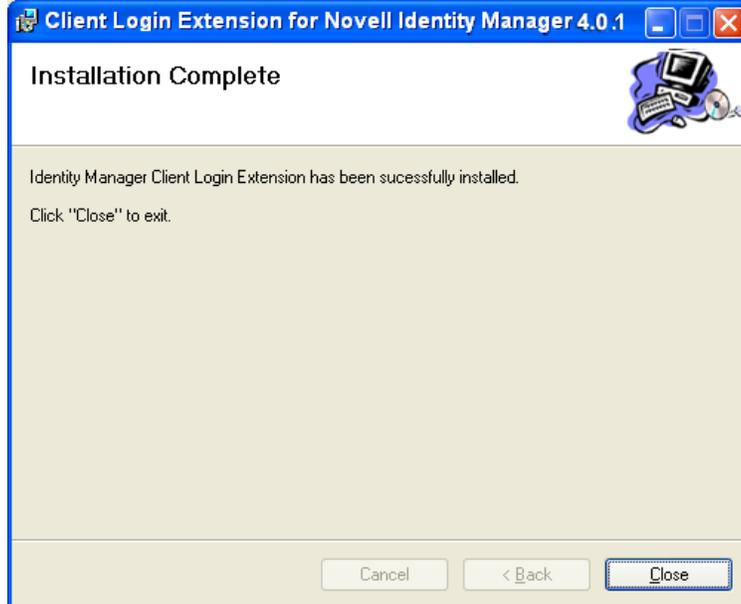 Client Login Extension for Novell Identity Manager 4.0.1
Installation Complete
Identity Manager Client Login Extension has been sucessfully installed.
Click "Close" to exit.
Cancel
< Back
Close